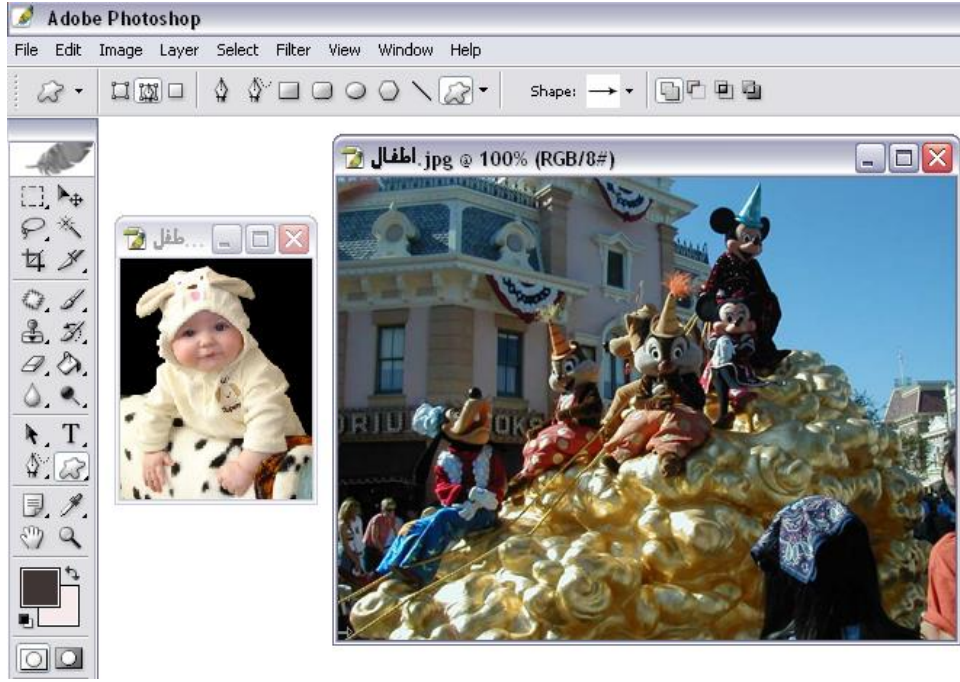 Adobe Photoshop
File Edit Image Layer Select Filter View Window Help
Shape:
اطفال.jpg @ 100% (RGB/8#)
طفل...
T